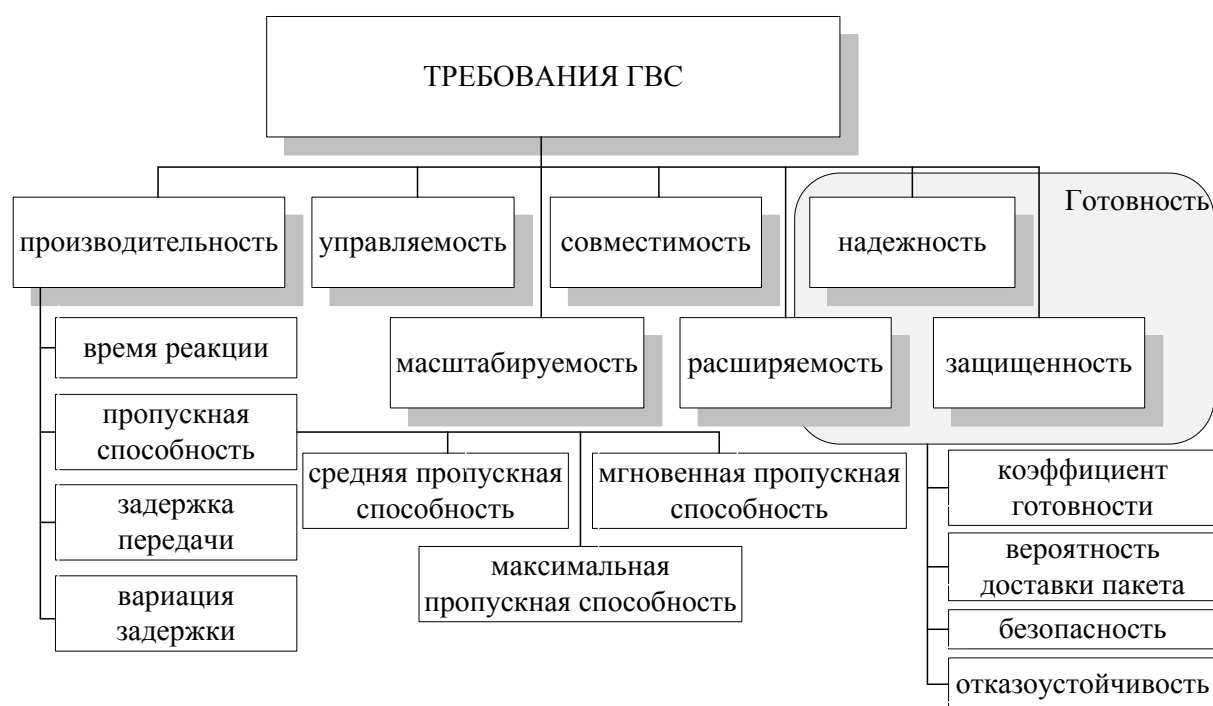 ТРЕБОВАНИЯ ГВС
Готовность
производительность
управляемость
совместимость
надежность
масштабируемость
расширяемость
защищенность
время реакции
пропускная
способность
задержка
передачи
вариация
задержки
средняя пропускная
способность
мгновенная пропускная
способность
максимальная
пропускная способность
коэффициент
готовности
вероятность
доставки пакета
безопасность
отказоустойчивость